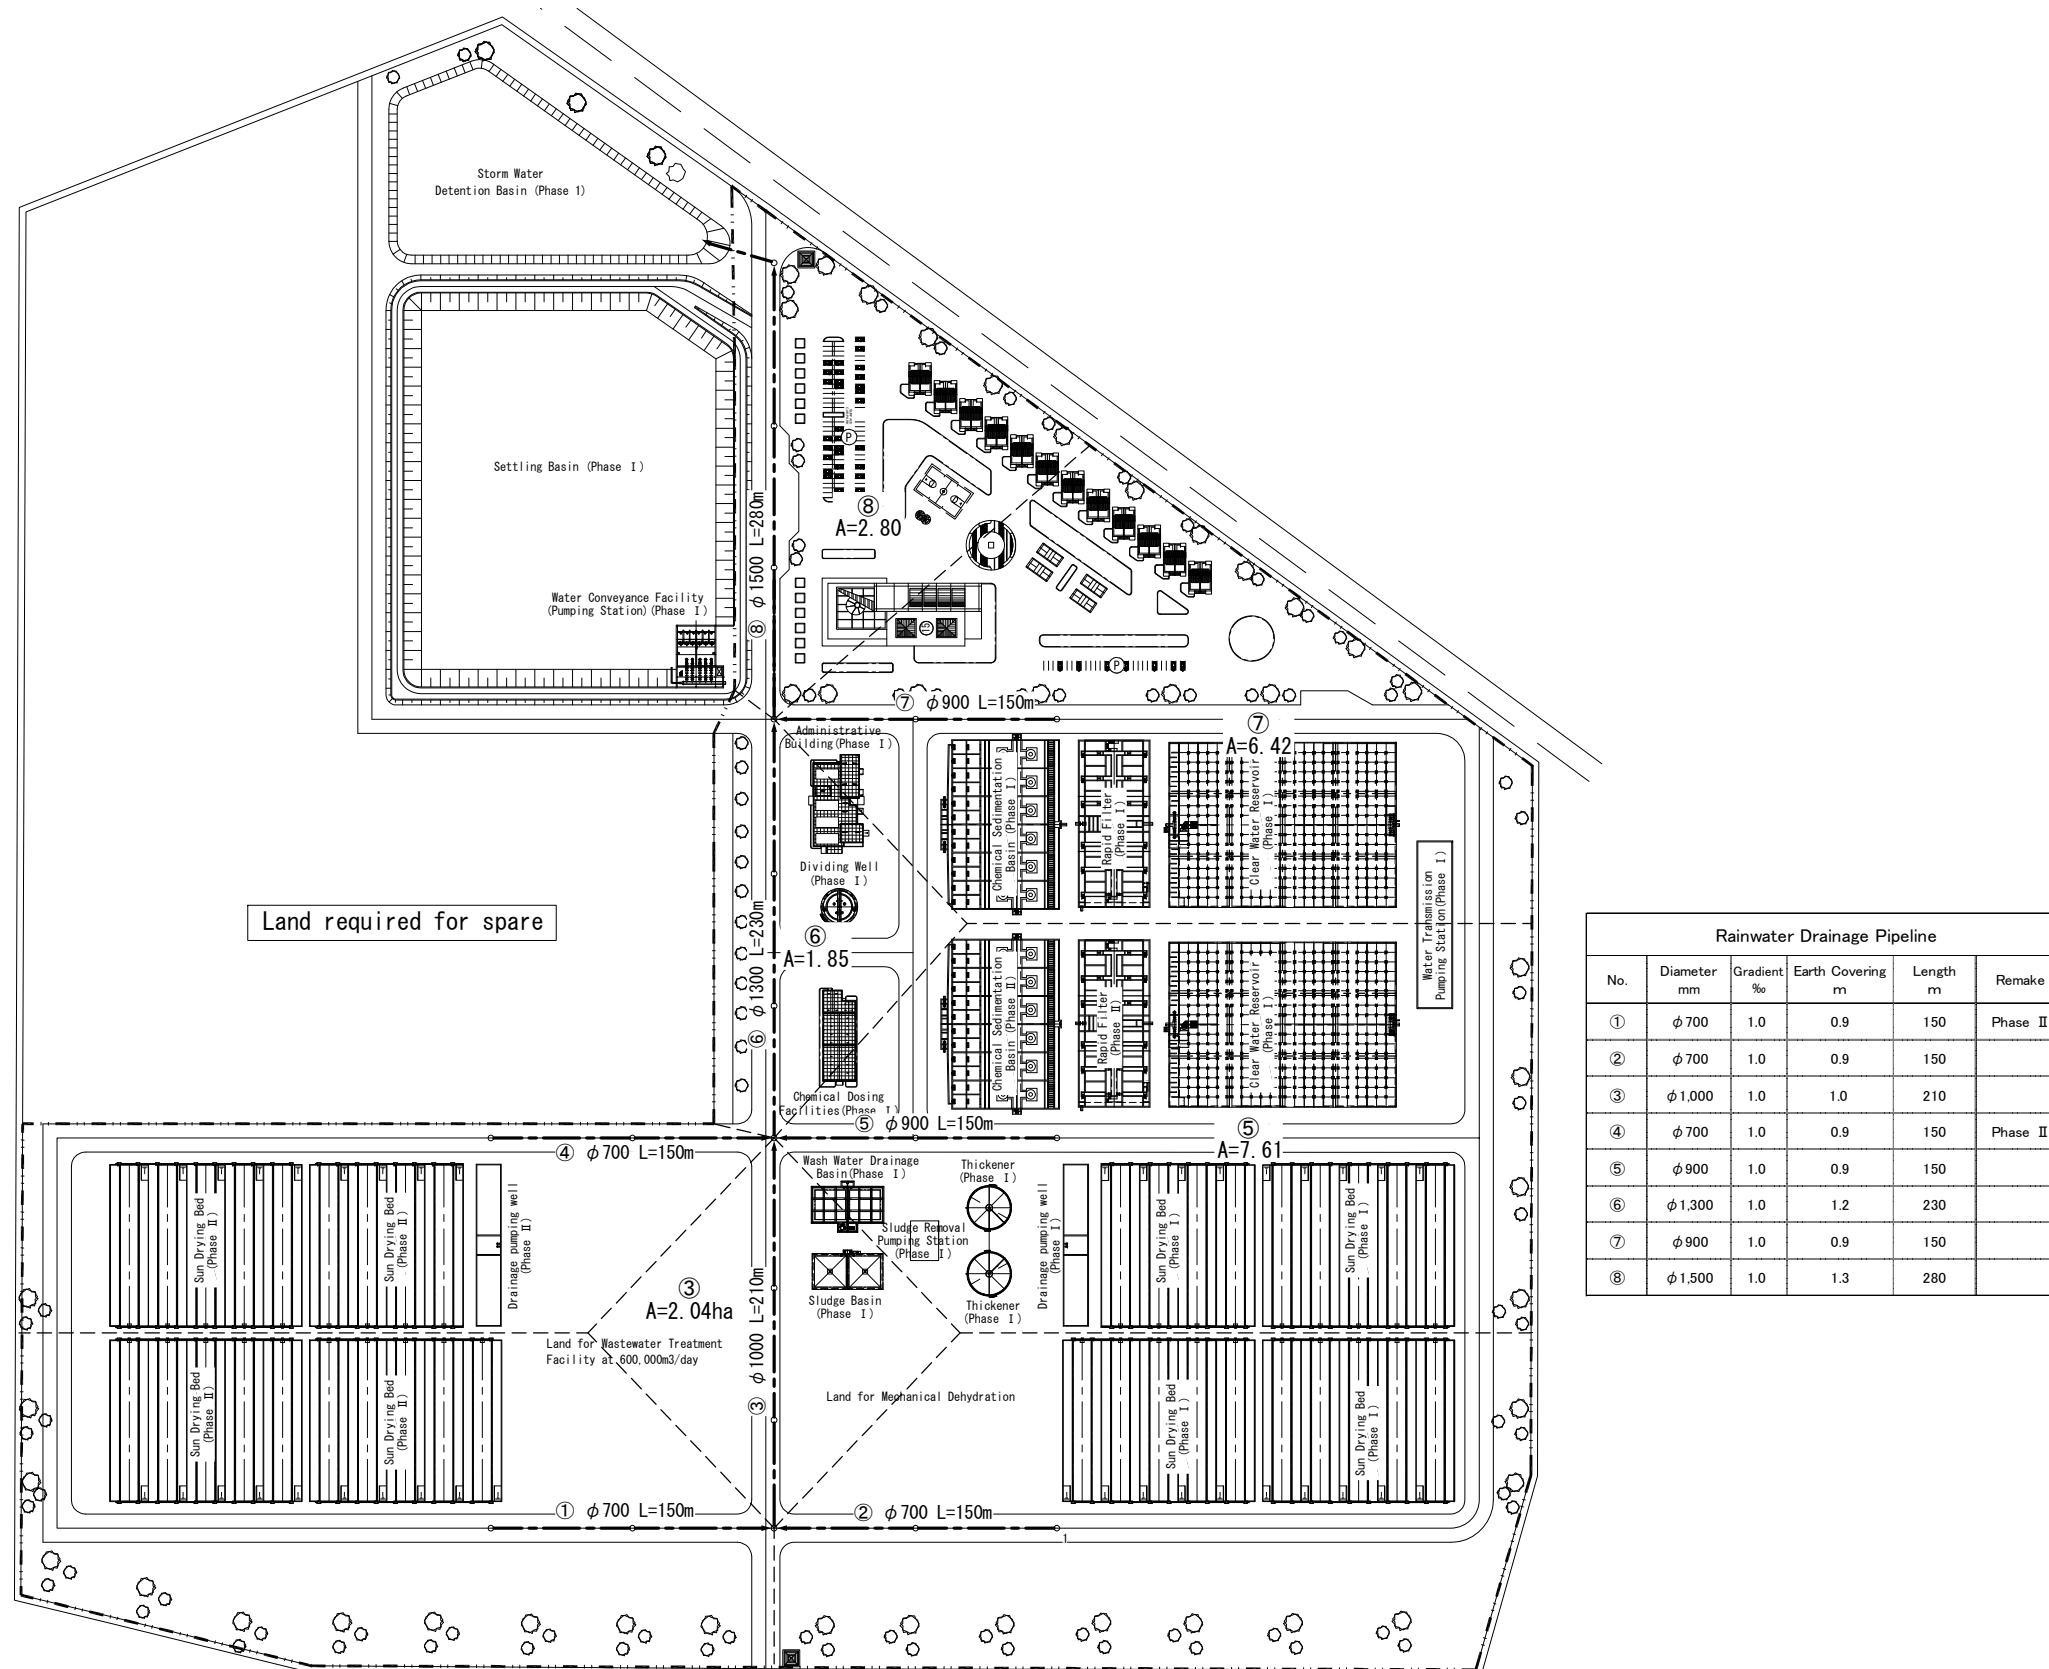 Storm Water
Detention Basin (Phase 1)
Settling Basin (Phase Ⅰ)
Water Conveyance Facility
(Pumping Station)(Phase Ⅰ)
⑧ φ1500 L=280m
P
⑧
A=2.80
15
P
⑦ φ900 L=150m
⑦
A=6.42
Administrative
Building(Phase Ⅰ)
Dividing Well
(Phase Ⅰ)
⑥
A=1.85
⑥ φ1300 L=230m
Chemical Dosing
Facilities(Phase Ⅰ)
Chemical Sedimentation
Basin (Phase Ⅰ)
Rapid Filter
(Phase Ⅰ)
Clear Water Reservoir
(Phase Ⅰ)
Chemical Sedimentation
Basin (Phase Ⅱ)
Rapid Filter
(Phase Ⅱ)
Clear Water Reservoir
(Phase Ⅰ)
Water Transmission
Pumping Station(Phase Ⅰ)
Land required for spare
⑤ φ900 L=150m
⑤
A=7.61
④ φ700 L=150m
Sun Drying Bed
(Phase Ⅱ)
Sun Drying Bed
(Phase Ⅱ)
Drainage pumping well
(Phase Ⅱ)
Wash Water Drainage
Basin(Phase Ⅰ)
Thickener
(Phase Ⅰ)
Sludge Removal
Pumping Station
(Phase Ⅰ)
Sludge Basin
(Phase Ⅰ)
Thickener
(Phase Ⅰ)
Drainage pumping well
(Phase Ⅰ)
Sun Drying Bed
(Phase Ⅰ)
Sun Drying Bed
(Phase Ⅰ)
③
A=2.04ha
③ φ1000 L=210m
Land for Wastewater Treatment
Facility at 600,000m3/day
Land for Mechanical Dehydration
Sun Drying Bed
(Phase Ⅱ)
Sun Drying Bed
(Phase Ⅱ)
Sun Drying Bed
(Phase Ⅰ)
Sun Drying Bed
(Phase Ⅰ)
① φ700 L=150m
② φ700 L=150m
1
Rainwater Drainage Pipeline
No. Diameter mm Gradient ‰ Earth Covering m Length m Remake
① φ700 1.0 0.9 150 Phase Ⅱ
② φ700 1.0 0.9 150
③ φ1,000 1.0 1.0 210
④ φ700 1.0 0.9 150 Phase Ⅱ
⑤ φ900 1.0 0.9 150
⑥ φ1,300 1.0 1.2 230
⑦ φ900 1.0 0.9 150
⑧ φ1,500 1.0 1.3 280